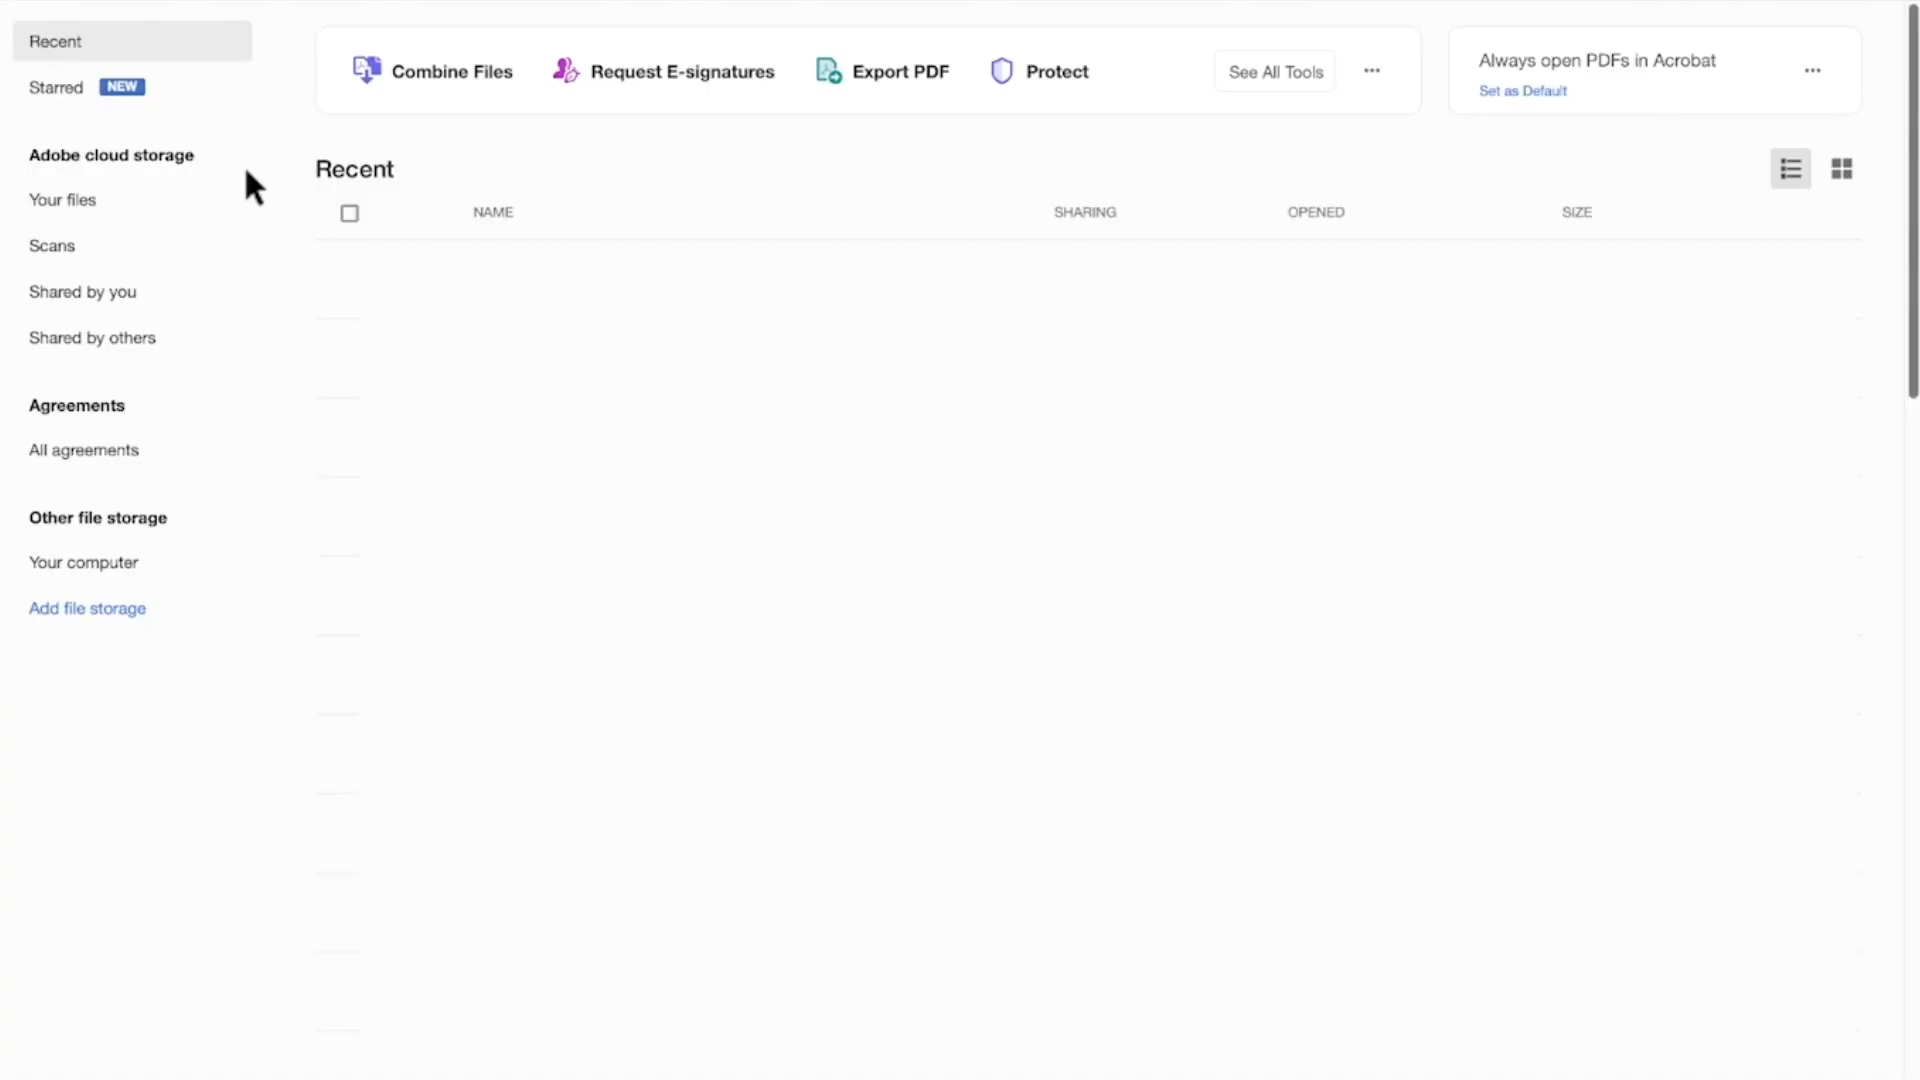 Recent
Starred NEW
Adobe cloud storage
Your files
Scans
Shared by you
Shared by others
Agreements
All agreements
Other file storage
Your computer
Add file storage
Combine Files Request E-signatures Export PDF Protect See All Tools
Always open PDFs in Acrobat
Set as Default
Recent
NAME SHARING OPENED SIZE